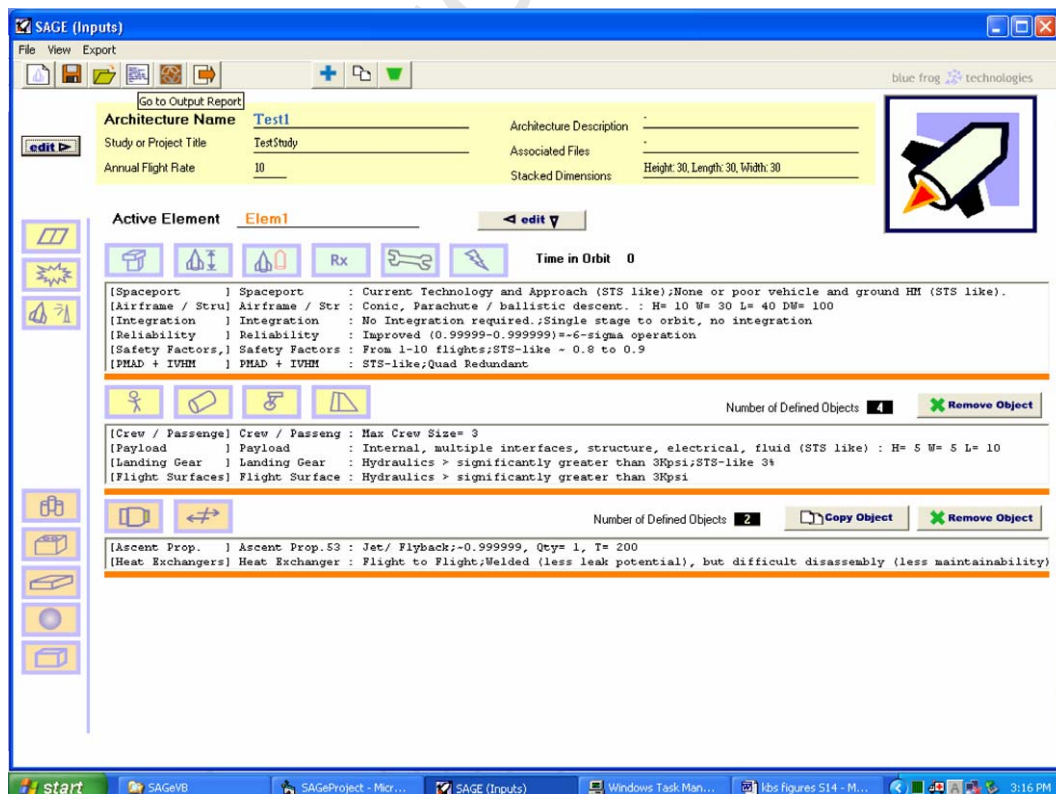 SAGE (Inputs)
File View Export
blue frog technologies
Go to Output Report
Architecture Name Test1
Architecture Description -
edit
Study or Project Title TestStudy
Associated Files -
Annual Flight Rate 10
Stacked Dimensions Height: 30, Length: 30, Width: 30
Active Element Elem1
edit
Rx
Time in Orbit 0
[Spaceport ] Spaceport : Current Technology and Approach (STS like);None or poor vehicle and ground HM (STS like).
[Airframe / Stru] Airframe / Str : Conic, Parachute / ballistic descent. : H= 10 W= 30 L= 40 DW= 100
[Integration ] Integration : No Integration required.;Single stage to orbit, no integration
[Reliability ] Reliability : Improved (0.99999-0.999999)=~6-sigma operation
[Safety Factors,] Safety Factors : From 1-10 flights;STS-like ~ 0.8 to 0.9
[PMAD + IVHM ] PMAD + IVHM : STS-like;Quad Redundant
Number of Defined Objects 4 Remove Object
[Crew / Passenge] Crew / Passeng : Max Crew Size= 3
[Payload ] Payload : Internal, multiple interfaces, structure, electrical, fluid (STS like) : H= 5 W= 5 L= 10
[Landing Gear ] Landing Gear : Hydraulics > significantly greater than 3Kpsi;STS-like 3%
[Flight Surfaces] Flight Surface : Hydraulics > significantly greater than 3Kpsi
Number of Defined Objects 2 Copy Object Remove Object
[Ascent Prop. ] Ascent Prop.53 : Jet/ Flyback;~0.999999, Qty= 1, T= 200
[Heat Exchangers] Heat Exchanger : Flight to Flight;Welded (less leak potential), but difficult disassembly (less maintainability)
start SAGeVB SAGeProject - Micr... SAGE (Inputs) Windows Task Man... kbs figures S14 - M... 3:16 PM